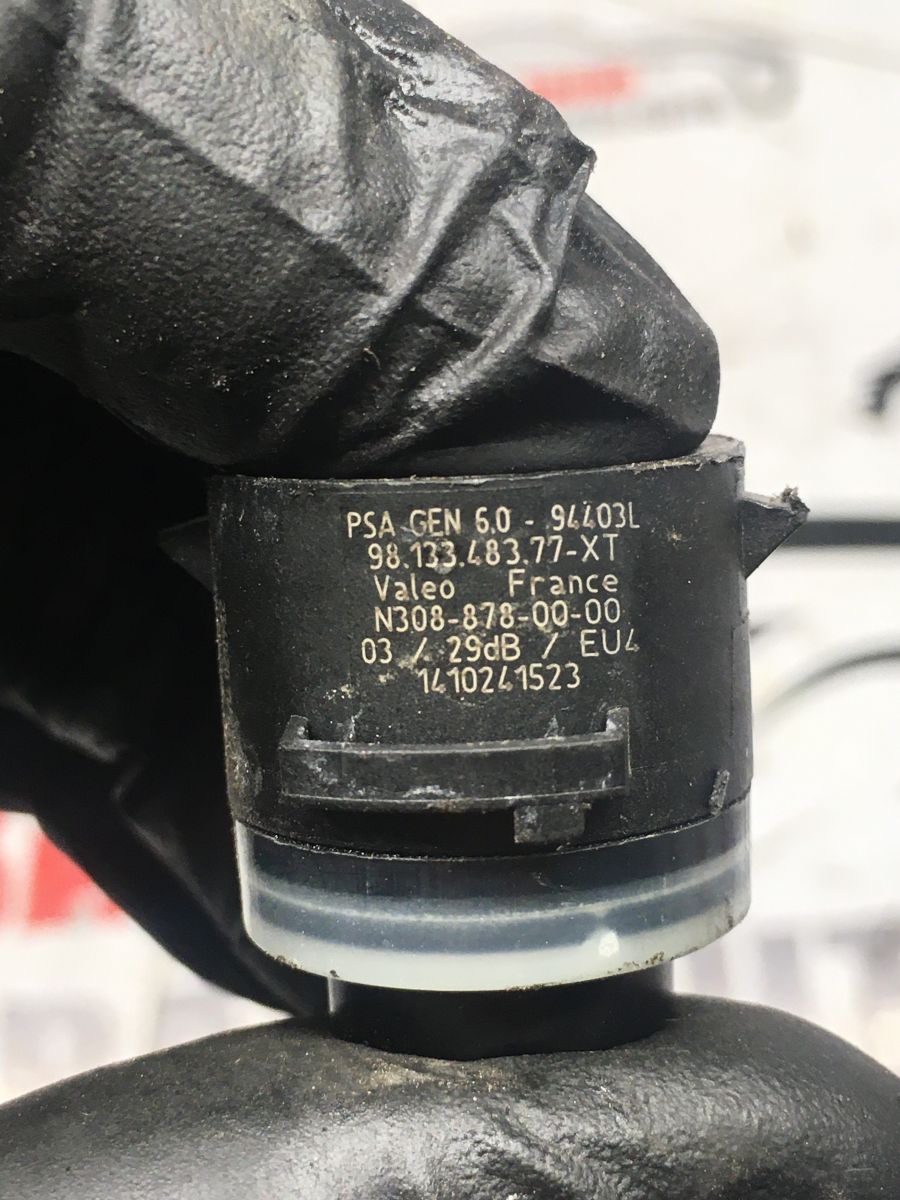 PSA GEN 6.0 - 94403L
98.133.483.77-XT
Valeo France
N308-878-00-00
03 / 29dB / EU4
1410241523